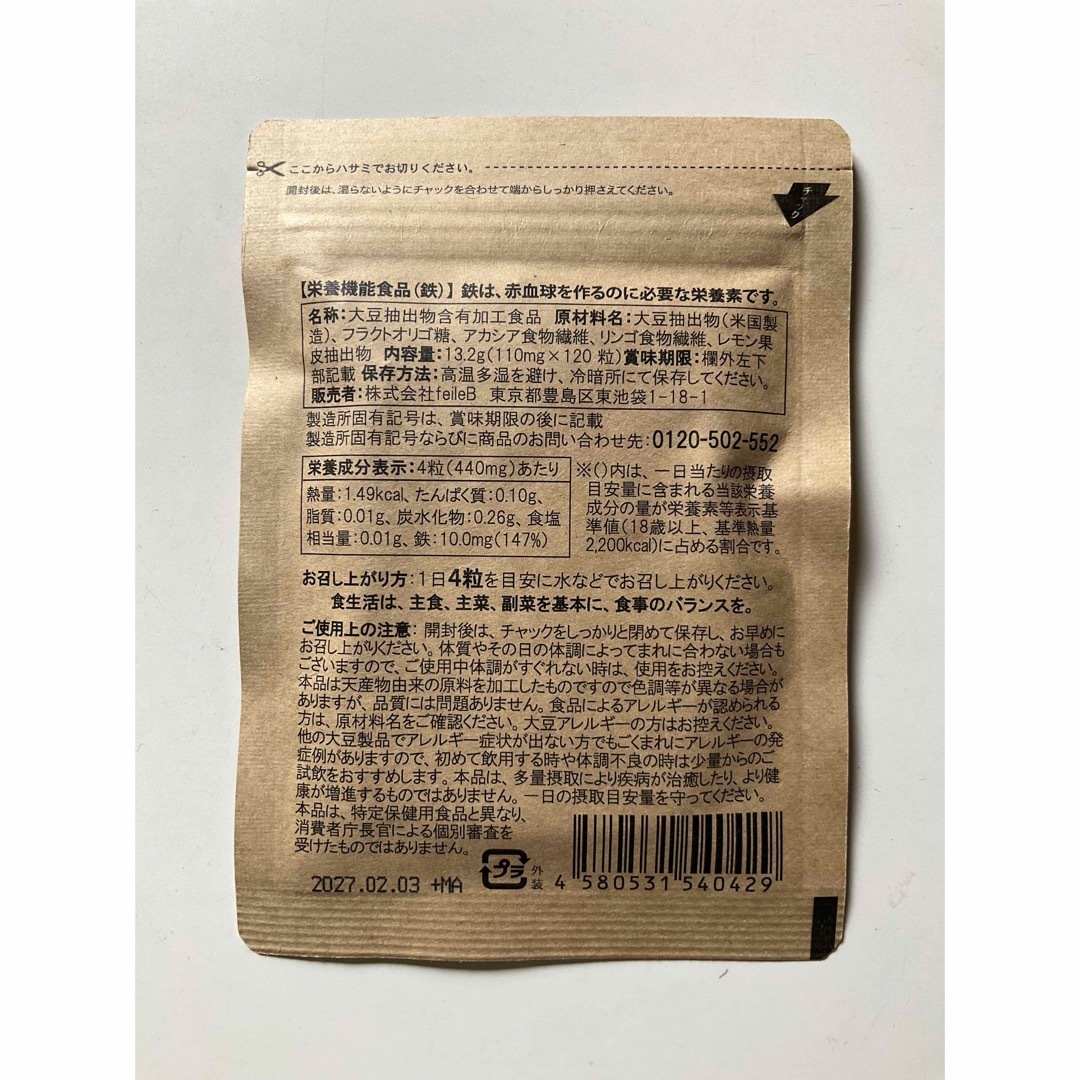 ここからハサミでお切りください。
開封後は、湿らないようにチャックを合わせて端からしっかり押さえてください。
チャック
【栄養機能食品(鉄)】 鉄は、赤血球を作るのに必要な栄養素です。
名称:大豆抽出物含有加工食品 原材料名:大豆抽出物(米国製
造)、フラクトオリゴ糖、アカシア食物繊維、リンゴ食物繊維、レモン果
皮抽出物 内容量:13.2g(110mg×120粒)賞味期限:欄外左下
部記載 保存方法:高温多湿を避け、冷暗所にて保存してください。
販売者:株式会社feileB 東京都豊島区東池袋1-18-1
製造所固有記号は、賞味期限の後に記載
製造所固有記号ならびに商品のお問い合わせ先:0120-502-552
栄養成分表示:4粒(440mg)あたり
熱量:1.49kcal、たんぱく質:0.10g、
脂質:0.01g、炭水化物:0.26g、食塩
相当量:0.01g、鉄:10.0mg(147%)
※()内は、一日当たりの摂取
目安量に含まれる当該栄養
成分の量が栄養素等表示基
準値(18歳以上、基準熱量
2,200kcal)に占める割合です。
お召し上がり方:1日4粒を目安に水などでお召し上がりください。
食生活は、主食、主菜、副菜を基本に、食事のバランスを。
ご使用上の注意:開封後は、チャックをしっかりと閉めて保存し、お早めに
お召し上がりください。体質やその日の体調によってまれに合わない場合も
ございますので、ご使用中体調がすぐれない時は、使用をお控えください。
本品は天産物由来の原料を加工したものですので色調等が異なる場合が
ありますが、品質には問題ありません。食品によるアレルギーが認められる
方は、原材料名をご確認ください。大豆アレルギーの方はお控えください。
他の大豆製品でアレルギー症状が出ない方でもごくまれにアレルギーの発
症例がありますので、初めて飲用する時や体調不良の時は少量からのご
試飲をおすすめします。本品は、多量摂取により疾病が治癒したり、より健
康が増進するものではありません。一日の摂取目安量を守ってください。
本品は、特定保健用食品と異なり、
消費者庁長官による個別審査を
受けたものではありません。
プラ
外装
2027.02.03 +MA
4 580531 540429